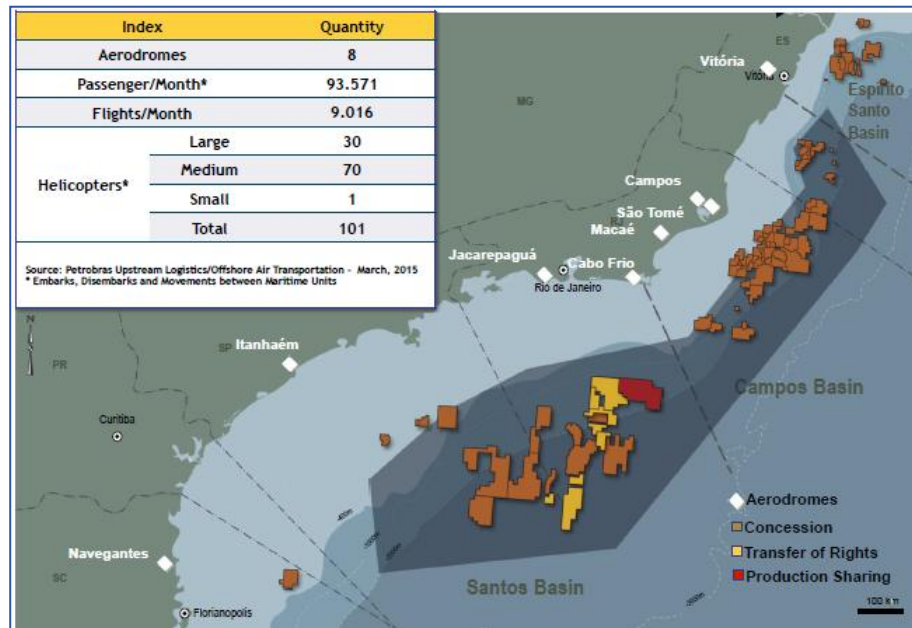 Index Quantity
Aerodromes 8
Passenger/Month* 93.571
Flights/Month 9.016
Helicopters* Large 30
Medium 70
Small 1
Total 101
Source: Petrobras Upstream Logistics/Offshore Air Transportation - March, 2015
* Embarks, Disembarks and Movements between Maritime Units
ES
Vitória
Vitória
MG
Espírito
Santo
Basin
Campos
São Tomé
RJ
Macaé
Jacarepaguá
Cabo Frio
Rio de Janeiro
N
Itanhaém
SP
PR
Campos Basin
Curitiba
Aerodromes
Concession
Transfer of Rights
Production Sharing
Navegantes
SC
Santos Basin
Florianopolis
100 km